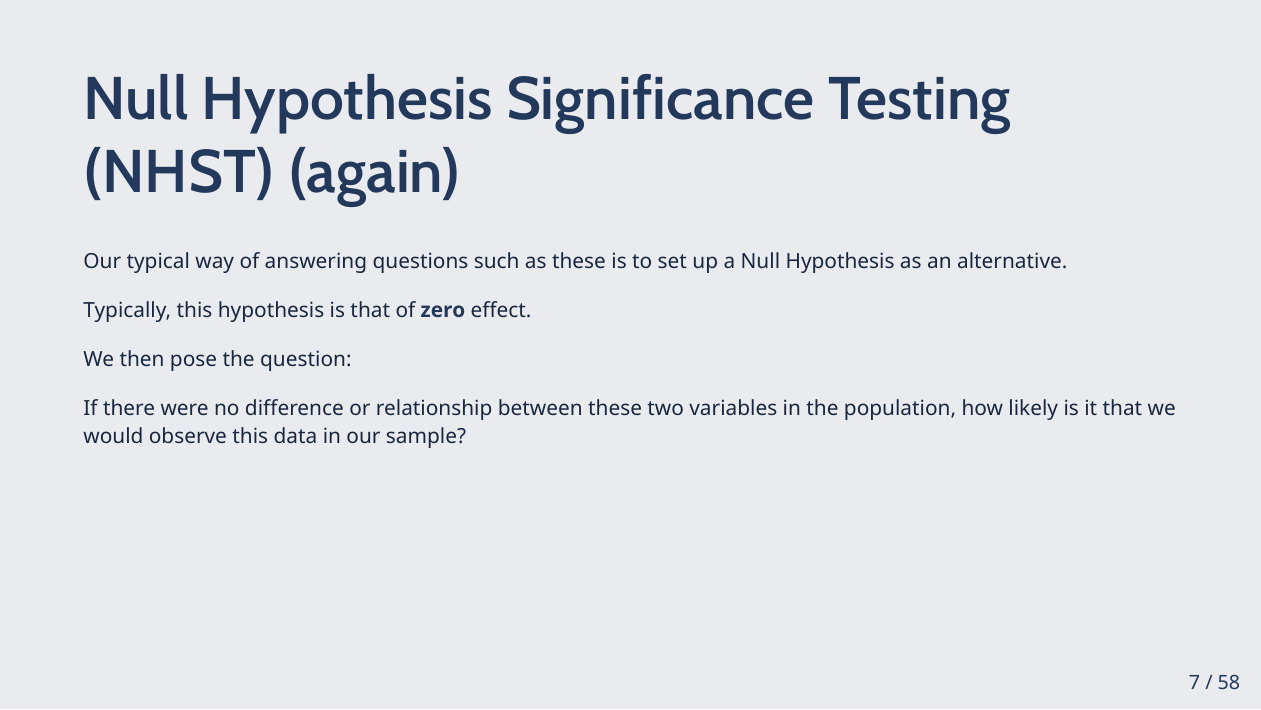 Null Hypothesis Significance Testing
(NHST) (again)
Our typical way of answering questions such as these is to set up a Null Hypothesis as an alternative.
Typically, this hypothesis is that of zero effect.
We then pose the question:
If there were no difference or relationship between these two variables in the population, how likely is it that we
would observe this data in our sample?
7 / 58